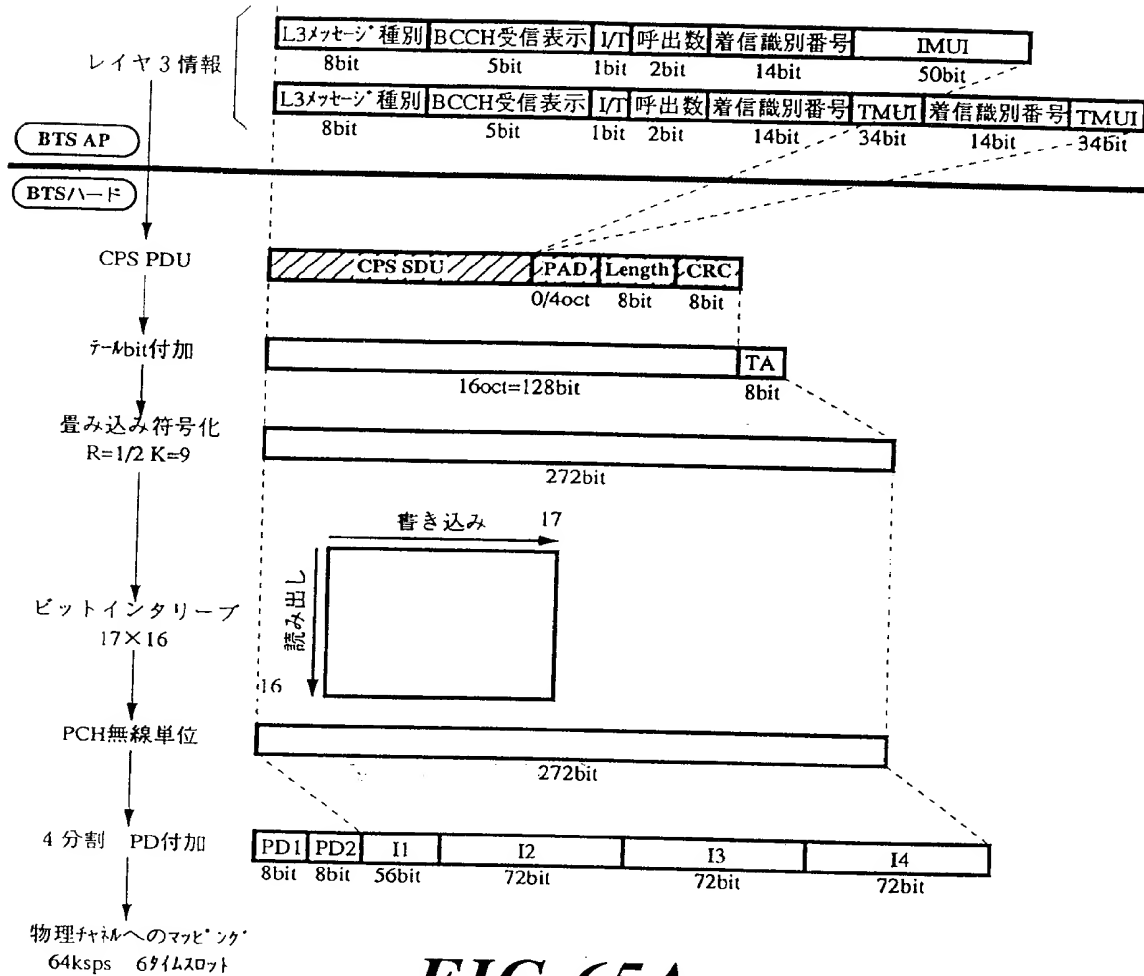 レイヤ3情報
L3メッセージ種別 BCCH受信表示 I/T 呼出数 着信識別番号 IMUI
8bit 5bit 1bit 2bit 14bit 50bit
L3メッセージ種別 BCCH受信表示 I/T 呼出数 着信識別番号 TMUI 着信識別番号 TMUI
8bit 5bit 1bit 2bit 14bit 34bit 14bit 34bit
BTS AP
BTSハード
CPS PDU
CPS SDU PAD Length CRC
0/4oct 8bit 8bit
テールbit付加
TA
16oct=128bit 8bit
畳み込み符号化
R=1/2 K=9
272bit
書き込み 17
読み出し
16
ビットインタリーブ
17×16
PCH無線単位
272bit
4分割 PD付加
PD1 PD2 I1 I2 I3 I4
8bit 8bit 56bit 72bit 72bit 72bit
物理チャネルへのマッピング
64ksps 6タイムスロット
FIG.65A